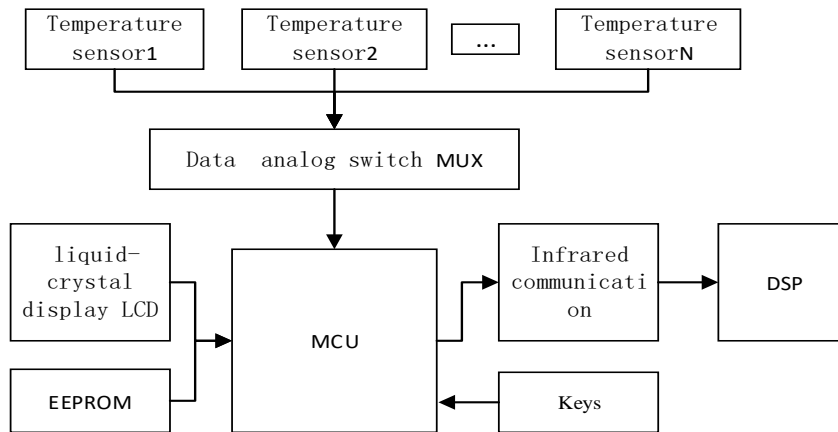 Temperature
sensor1
Temperature
sensor2
...
Temperature
sensorN
Data analog switch MUX
liquid-
crystal
display LCD
EEPROM
MCU
Infrared
communicati
on
Keys
DSP